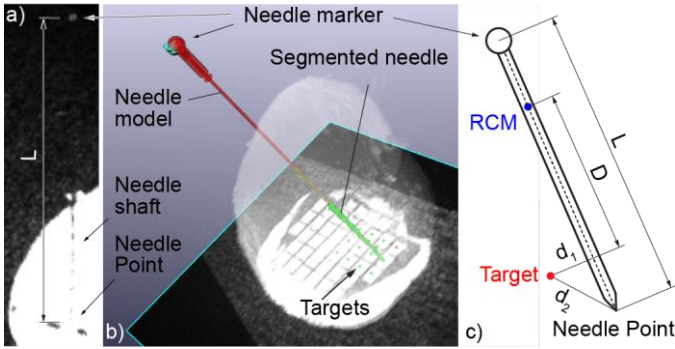 a)
Needle marker
Segmented needle
Needle
model
L
Needle
shaft
Needle
Point
b)
Targets
RCM
L
D
d1
Target
d2
c)
Needle Point